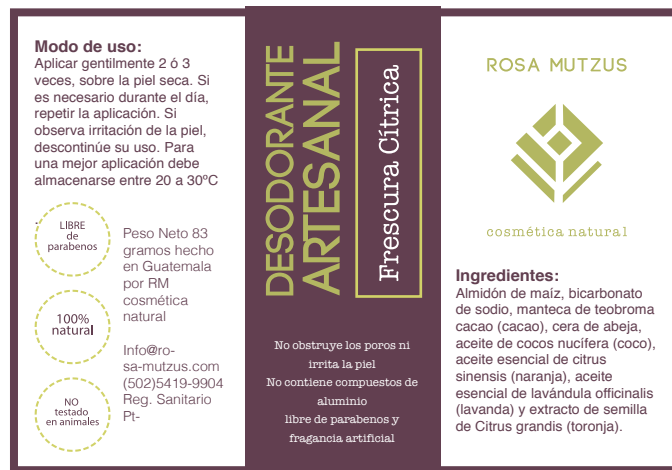 Modo de uso:
Aplicar gentilmente 2 ó 3
veces, sobre la piel seca. Si
es necesario durante el día,
repetir la aplicación. Si
observa irritación de la piel,
descontinúe su uso. Para
una mejor aplicación debe
almacenarse entre 20 a 30ºC
.
LIBRE
de
parabenos
100%
natural
NO
testado
en animales
Peso Neto 83
gramos hecho
en Guatemala
por RM
cosmética
natural
Info@ro-
sa-mutzus.com
(502)5419-9904
Reg. Sanitario
Pt-
DESODORANTE
ARTESANAL
Frescura Cítrica
No obstruye los poros ni
irrita la piel
No contiene compuestos de
aluminio
libre de parabenos y
fragancia artificial
ROSA MUTZUS
cosmética natural
Ingredientes:
Almidón de maíz, bicarbonato
de sodio, manteca de teobroma
cacao (cacao), cera de abeja,
aceite de cocos nucífera (coco),
aceite esencial de citrus
sinensis (naranja), aceite
esencial de lavándula officinalis
(lavanda) y extracto de semilla
de Citrus grandis (toronja).